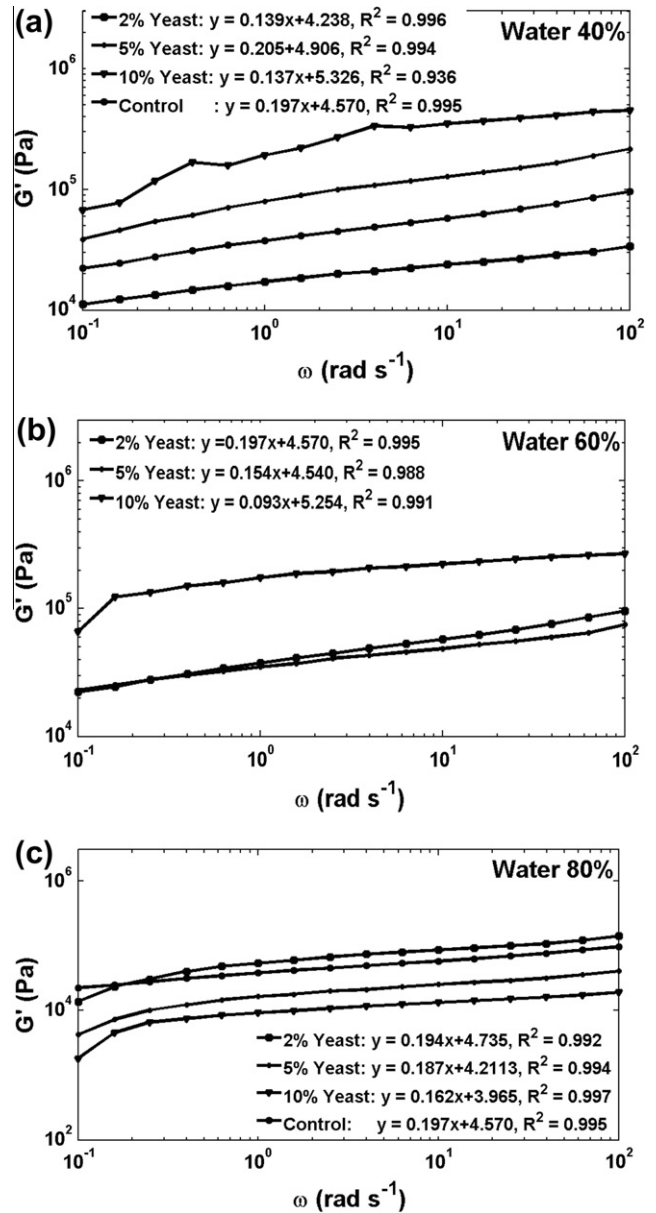 (a)
2% Yeast: y = 0.139x+4.238, R² = 0.996
Water 40%
5% Yeast: y = 0.205+4.906, R² = 0.994
10% Yeast: y = 0.137x+5.326, R² = 0.936
Control : y = 0.197x+4.570, R² = 0.995
10⁶
10⁵
10⁴
G' (Pa)
10⁻¹ 10⁰ 10¹ 10²
ω (rad s⁻¹)
(b)
2% Yeast: y =0.197x+4.570, R² = 0.995
Water 60%
5% Yeast: y = 0.154x+4.540, R² = 0.988
10% Yeast: y = 0.093x+5.254, R² = 0.991
10⁶
10⁵
10⁴
G' (Pa)
10⁻¹ 10⁰ 10¹ 10²
ω (rad s⁻¹)
(c)
Water 80%
10⁶
10⁴
10²
G' (Pa)
2% Yeast: y = 0.194x+4.735, R² = 0.992
5% Yeast: y = 0.187x+4.2113, R² = 0.994
10% Yeast: y = 0.162x+3.965, R² = 0.997
Control: y = 0.197x+4.570, R² = 0.995
10⁻¹ 10⁰ 10¹ 10²
ω (rad s⁻¹)